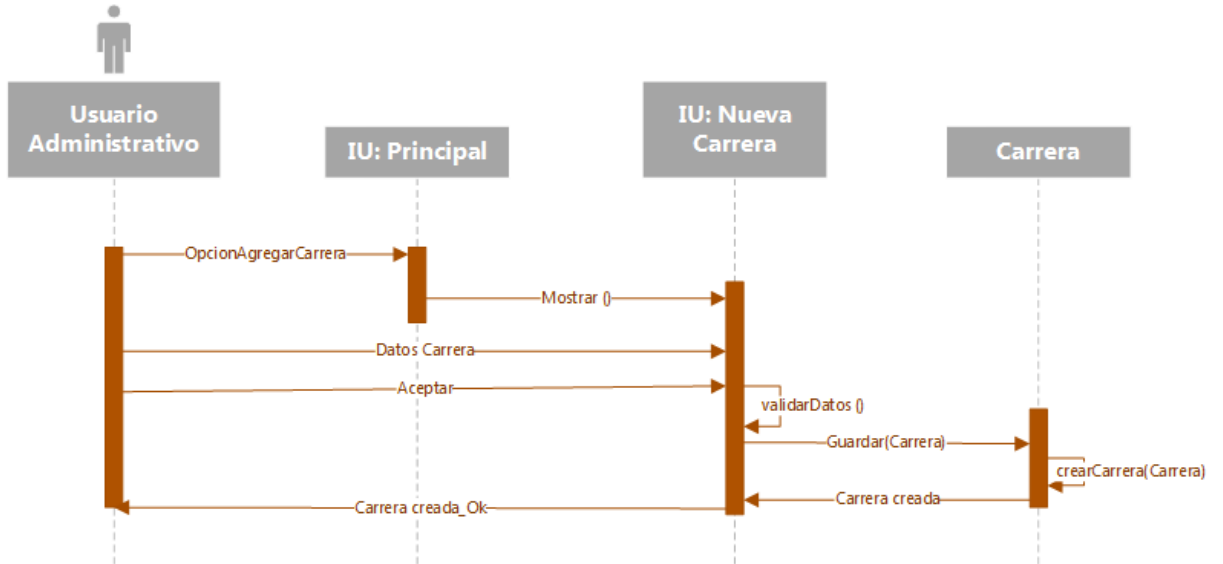 Usuario
Administrativo
IU: Principal
IU: Nueva
Carrera
Carrera
OpcionAgregarCarrera
Mostrar ()
Datos Carrera
Aceptar
validarDatos ()
Guardar(Carrera)
crearCarrera(Carrera)
Carrera creada
Carrera creada_Ok